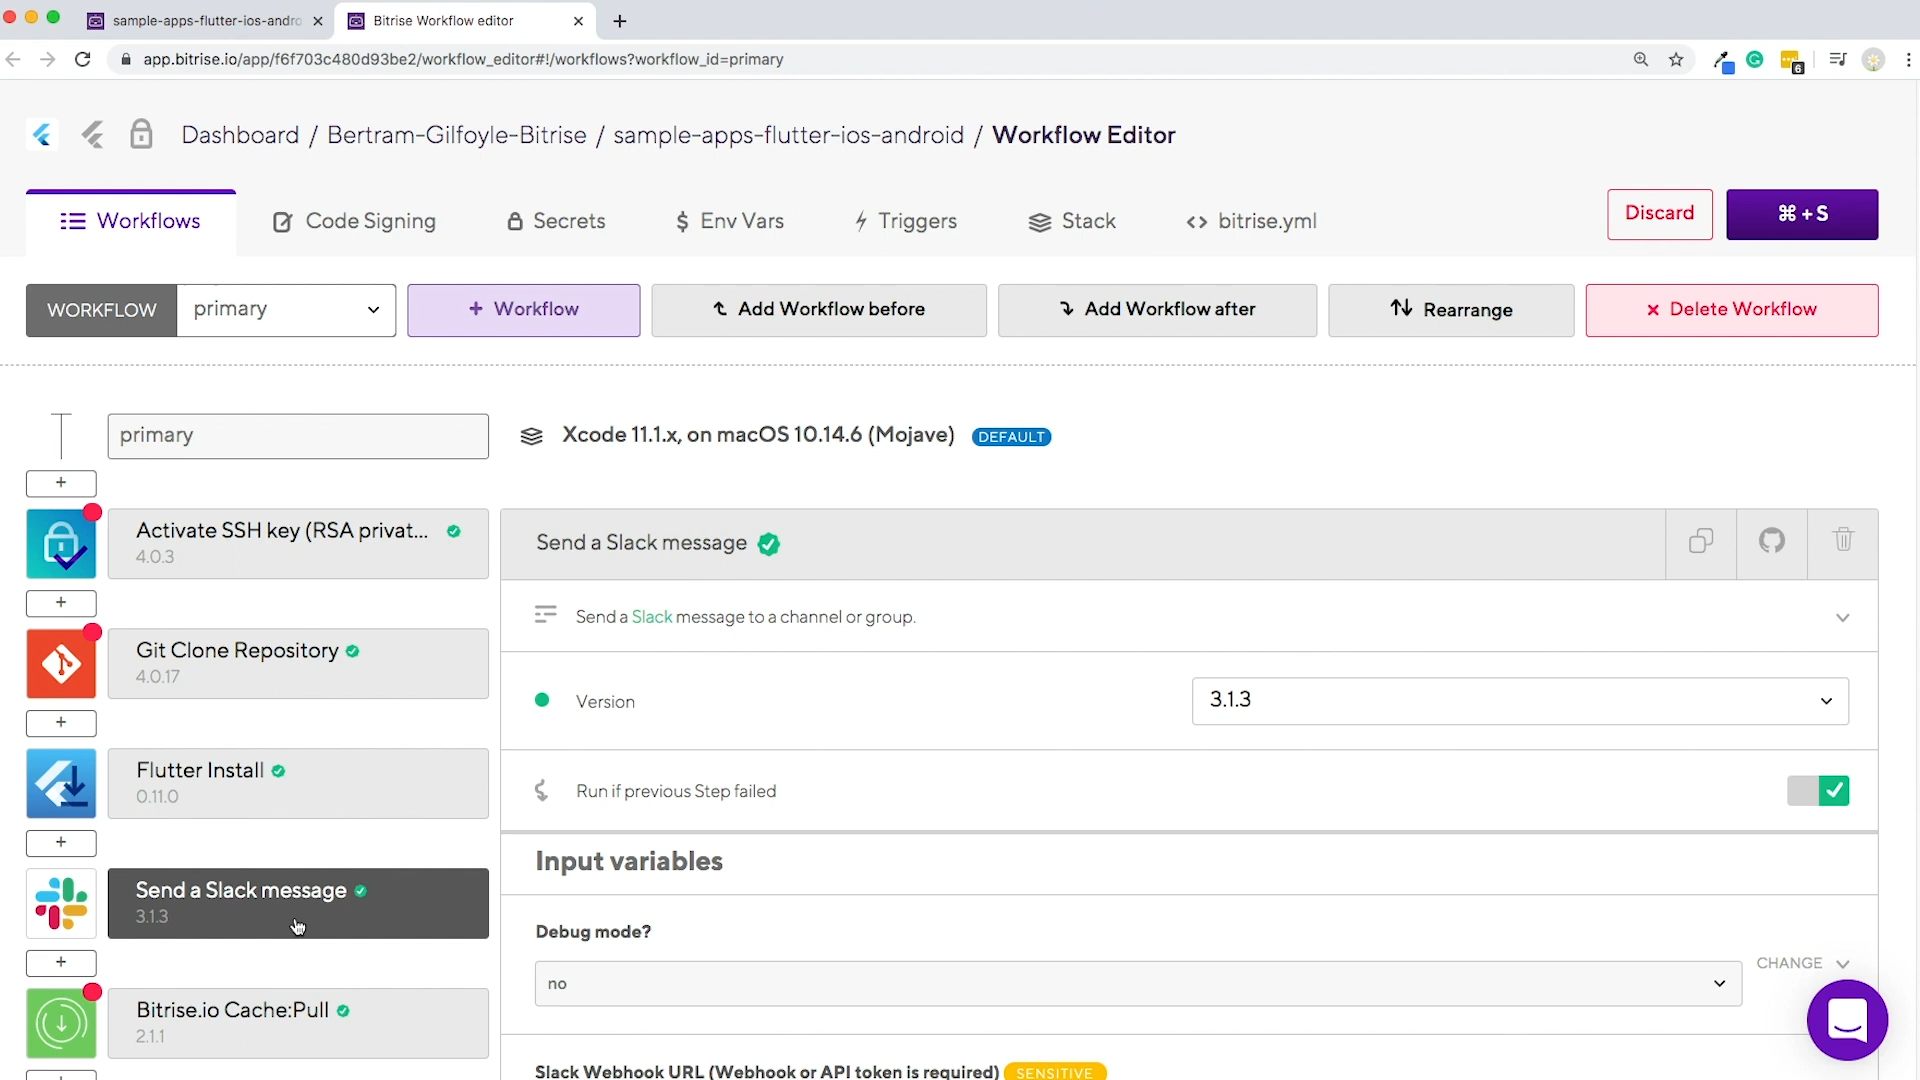 sample-apps-flutter-ios-andro
Bitrise Workflow editor
app.bitrise.io/app/f6f703c480d93be2/workflow_editor#!/workflows?workflow_id=primary
6
Dashboard / Bertram-Gilfoyle-Bitrise / sample-apps-flutter-ios-android / Workflow Editor
Workflows
Code Signing
Secrets
$ Env Vars
Triggers
Stack
<> bitrise.yml
Discard
⌘ + S
WORKFLOW
primary
+ Workflow
Add Workflow before
Add Workflow after
Rearrange
× Delete Workflow
primary
Xcode 11.1.x, on macOS 10.14.6 (Mojave) DEFAULT
+
Activate SSH key (RSA privat...
4.0.3
+
Git Clone Repository
4.0.17
+
Flutter Install
0.11.0
+
Send a Slack message
3.1.3
+
Bitrise.io Cache:Pull
2.1.1
Send a Slack message
Send a Slack message to a channel or group.
Version
3.1.3
Run if previous Step failed
Input variables
Debug mode?
no
CHANGE
Slack Webhook URL (Webhook or API token is required) SENSITIVE